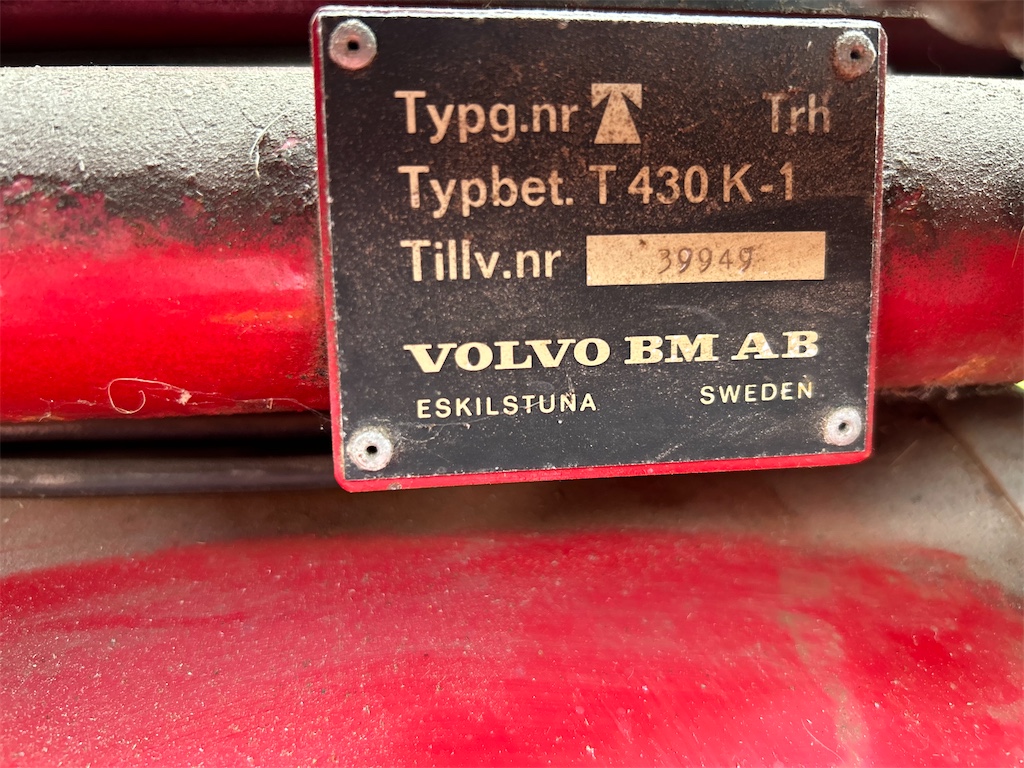 Typg.nr T Trh
Typbet. T 430 K-1
Tillv.nr 39949
VOLVO BM AB
ESKILSTUNA SWEDEN